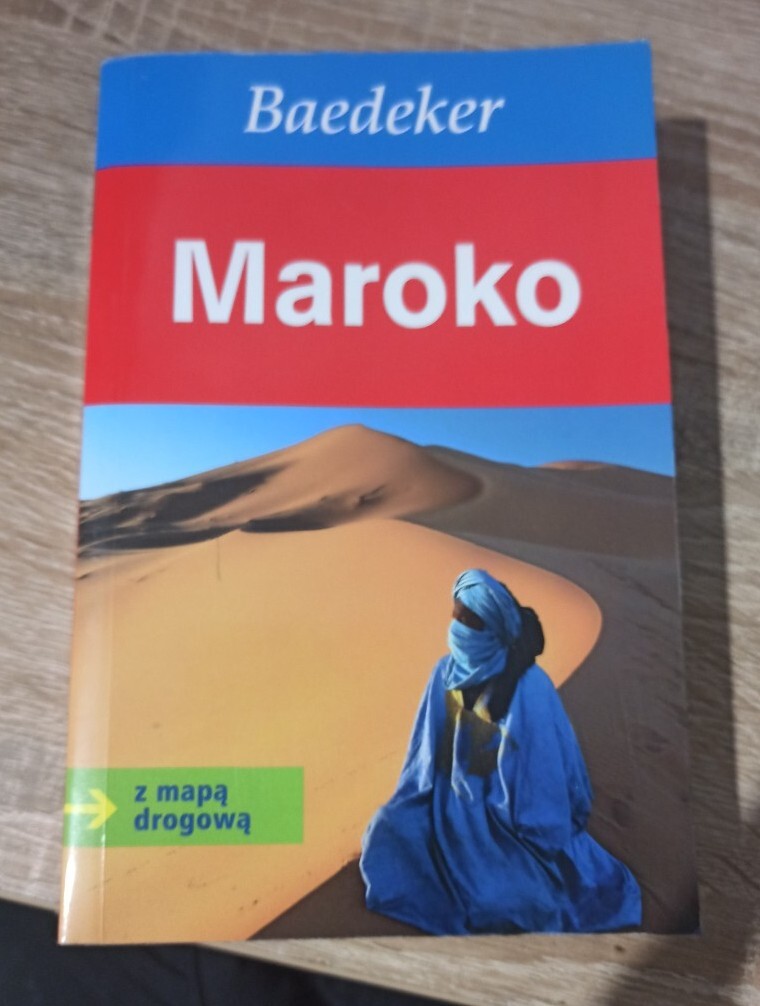 Baedeker
Maroko
z mapą
drogową